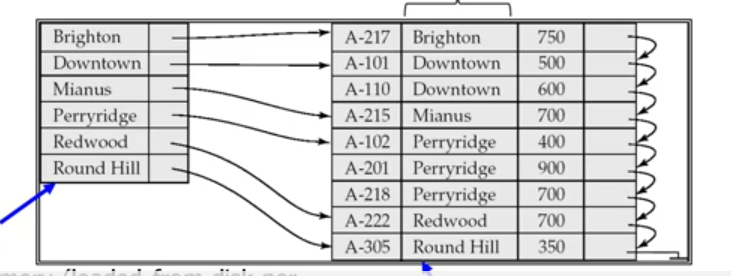 Brighton A-217 Brighton 750
Downtown A-101 Downtown 500
Mianus A-110 Downtown 600
Perryridge A-215 Mianus 700
Redwood A-102 Perryridge 400
Round Hill A-201 Perryridge 900
A-218 Perryridge 700
A-222 Redwood 700
A-305 Round Hill 350